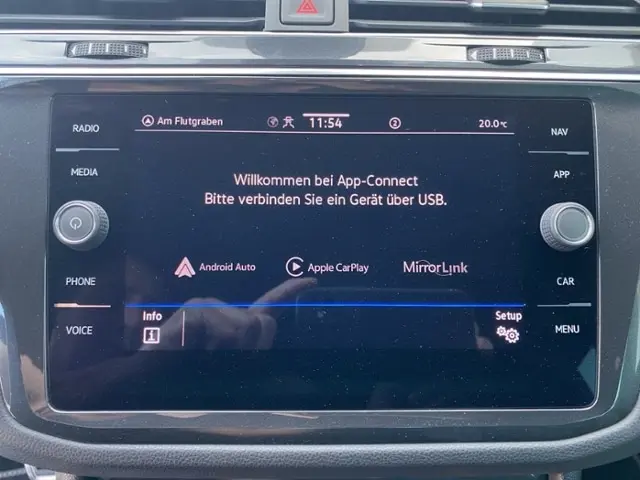 RADIO
MEDIA
PHONE
VOICE
Am Flutgraben
11:54
2
20.0°C
Willkommen bei App-Connect
Bitte verbinden Sie ein Gerät über USB.
Android Auto
Apple CarPlay
MirrorLink
Info
i
Setup
NAV
APP
CAR
MENU